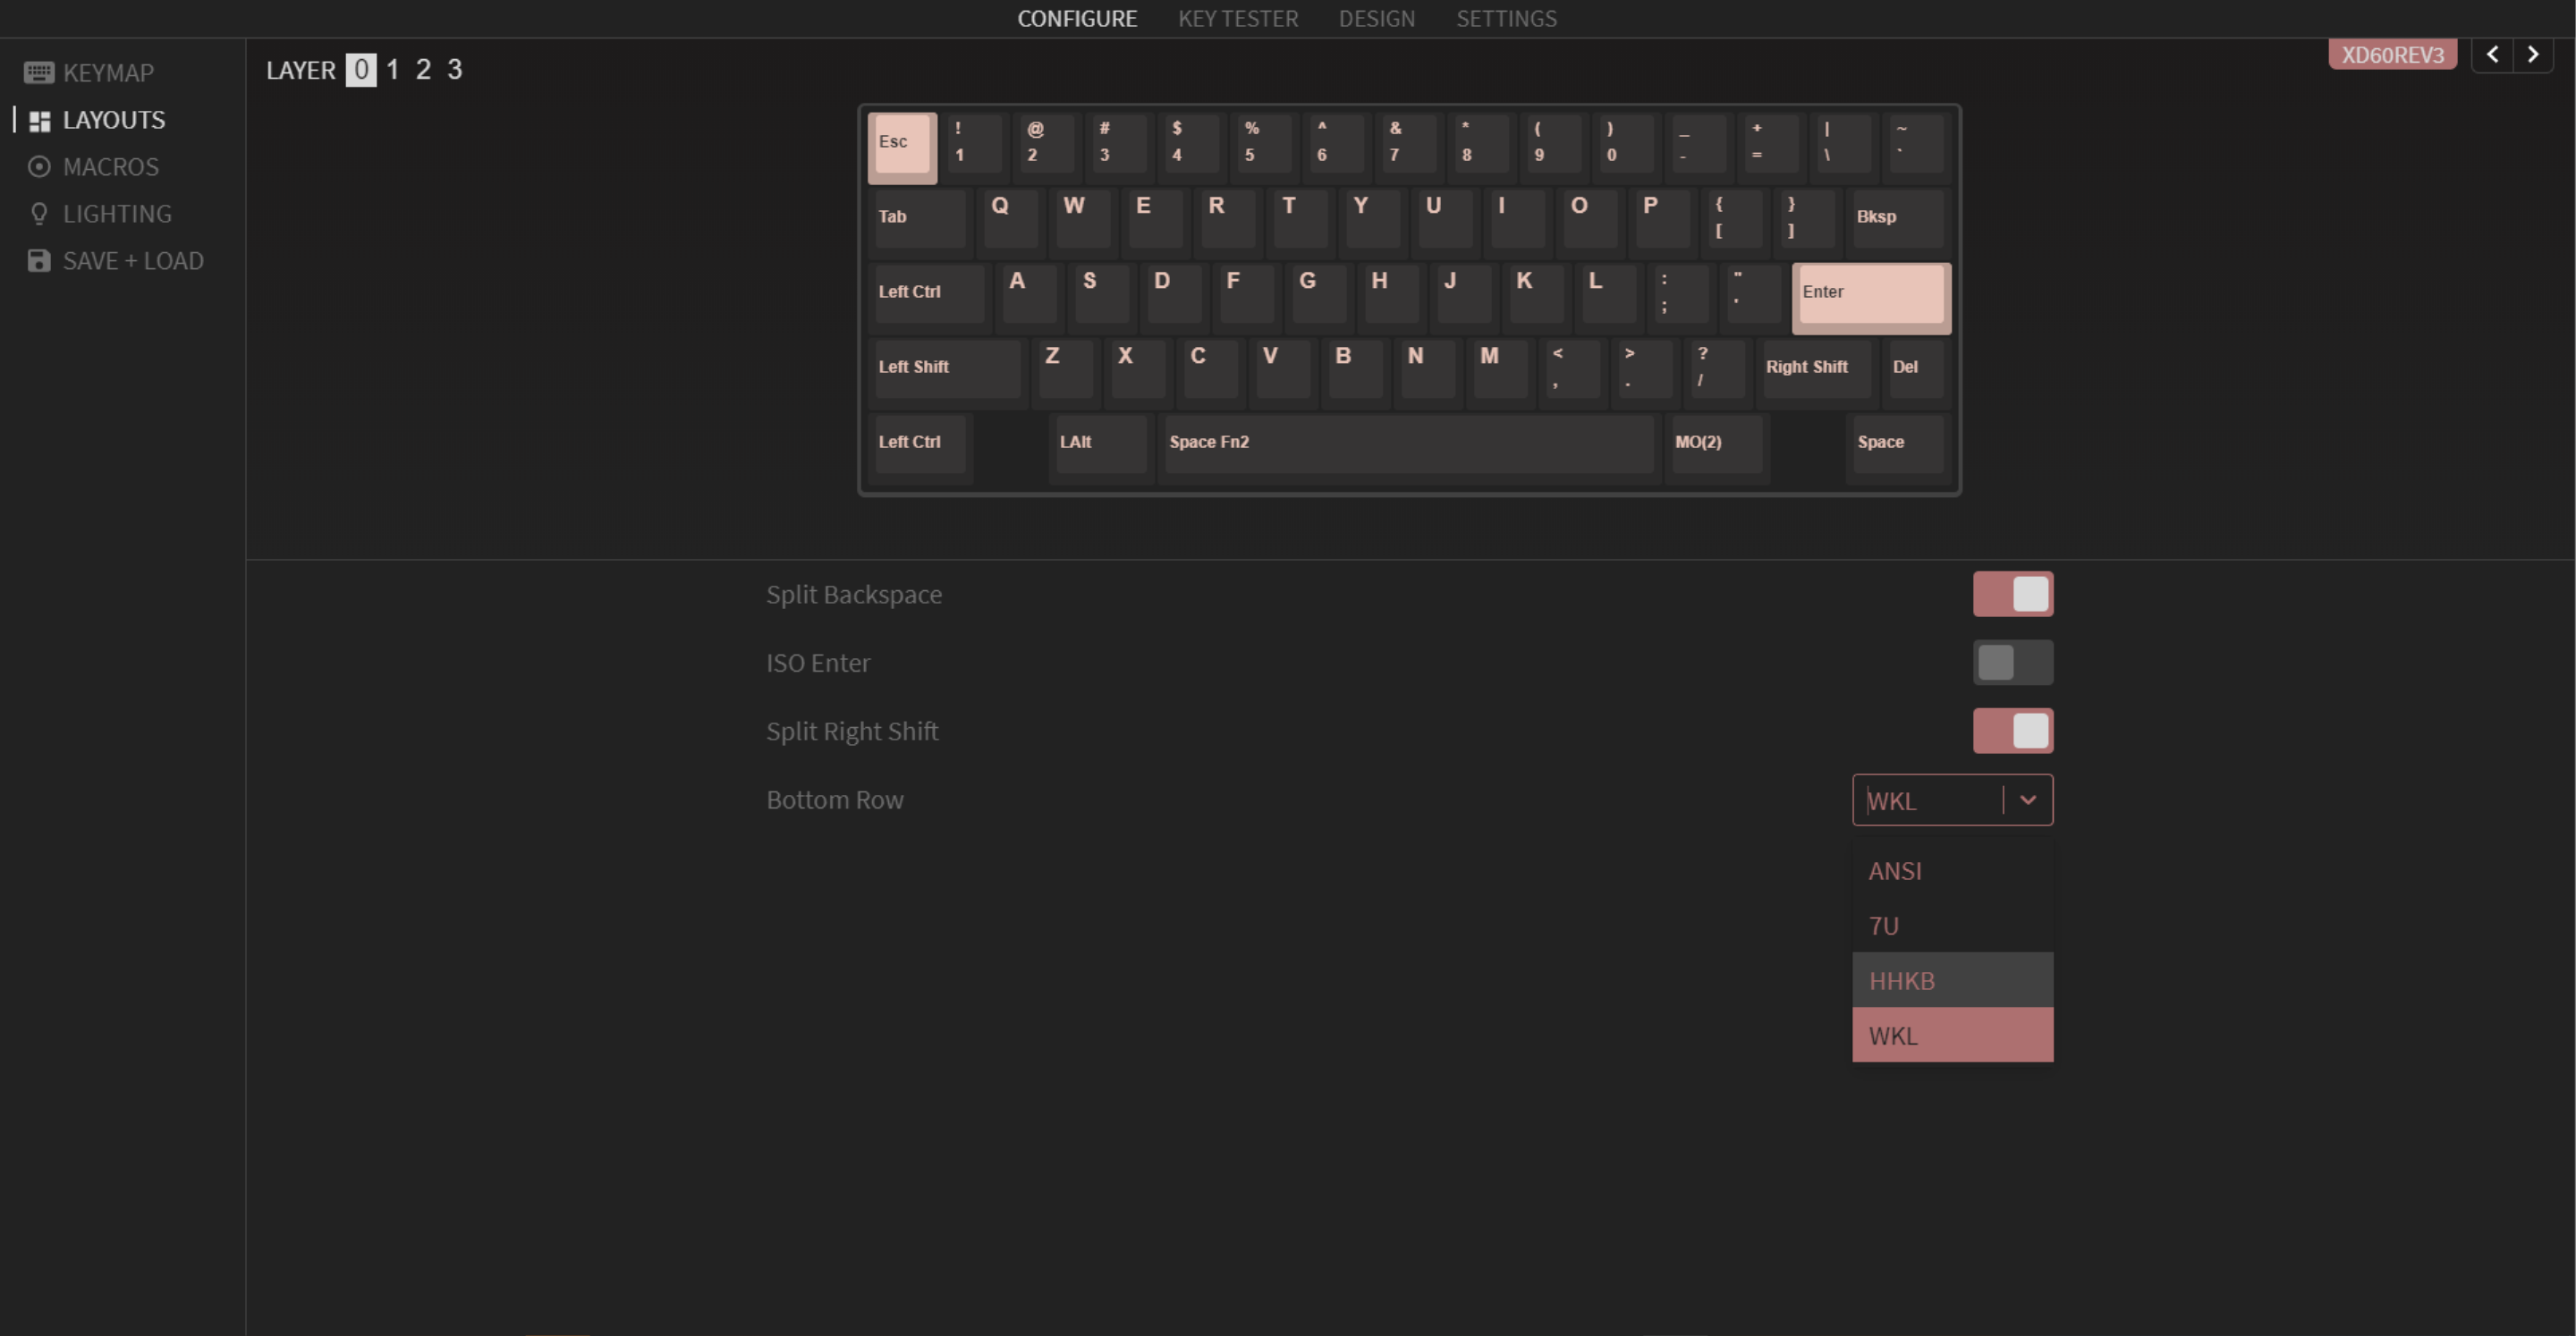 CONFIGURE KEY TESTER DESIGN SETTINGS
KEYMAP
LAYOUTS
MACROS
LIGHTING
SAVE + LOAD
LAYER 0 1 2 3
XD60REV3
Esc ! 1 @ 2 # 3 $ 4 % 5 ^ 6 & 7 * 8 ( 9 ) 0 _ - + = | \ ~ `
Tab Q W E R T Y U I O P { [ } ] Bksp
Left Ctrl A S D F G H J K L : ; " ' Enter
Left Shift Z X C V B N M < , > . ? / Right Shift Del
Left Ctrl LAlt Space Fn2 MO(2) Space
Split Backspace
ISO Enter
Split Right Shift
Bottom Row WKL
ANSI
7U
HHKB
WKL